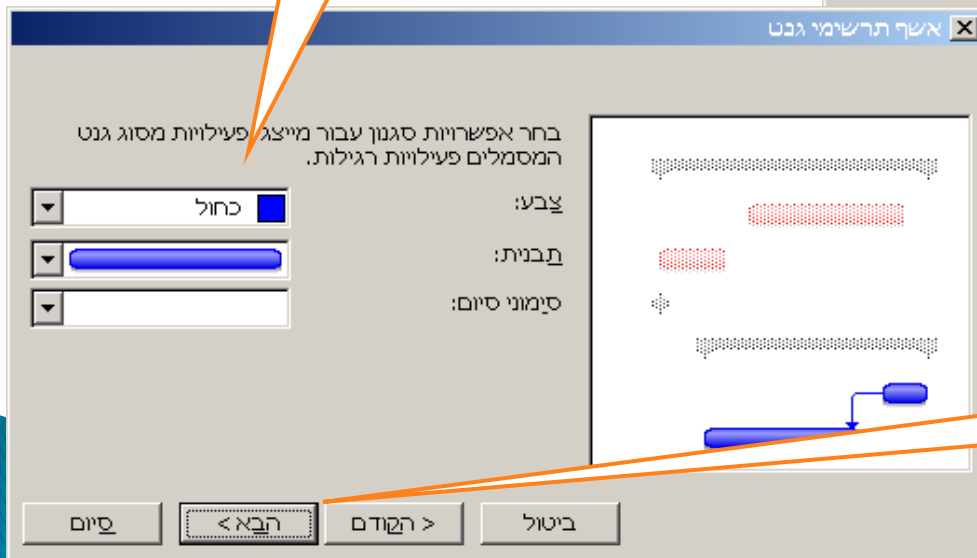 אשף תרשימי גנט
בחר אפשרויות סגנון עבור מייצגי פעילויות מסוג גנט
המסמלים פעילויות רגילות.
צבע:
כחול
תבנית:
סימוני סיום:
ביטול
< הקודם
הבא >
סיום